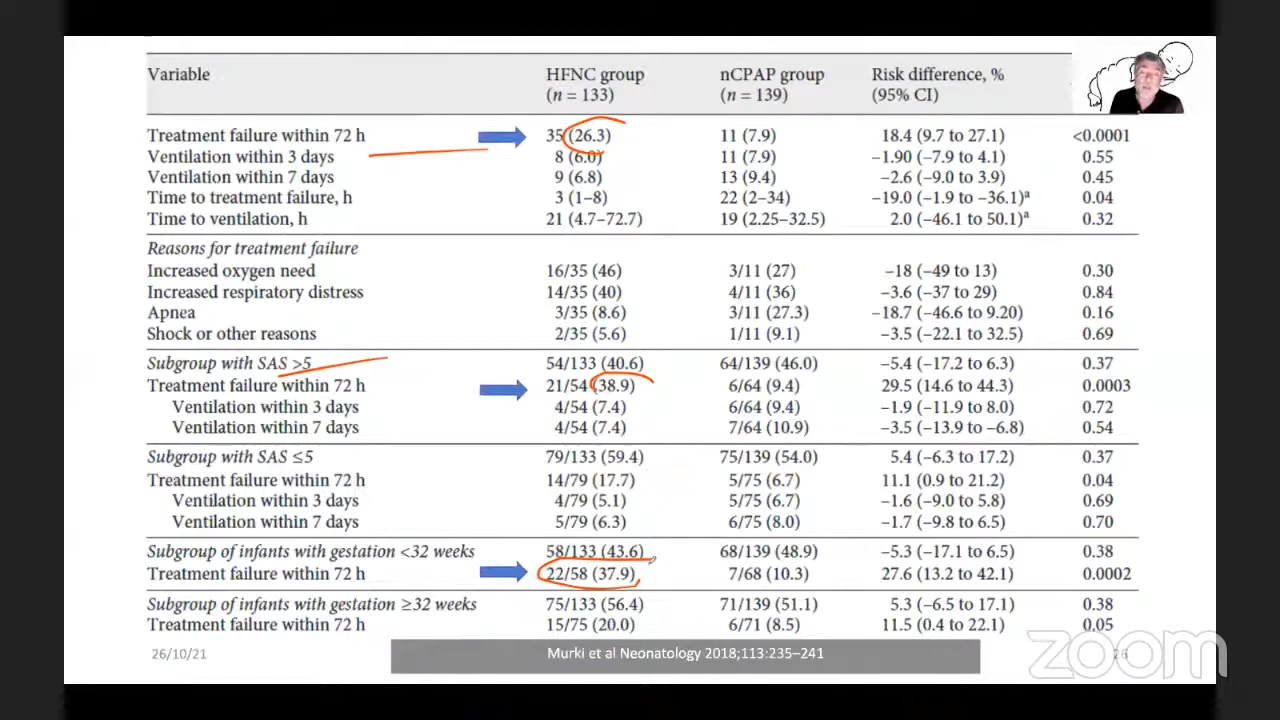 Variable HFNC group nCPAP group Risk difference, %
(n = 133) (n = 139) (95% CI)
Treatment failure within 72 h 35 (26.3) 11 (7.9) 18.4 (9.7 to 27.1) <0.0001
Ventilation within 3 days 8 (6.0) 11 (7.9) −1.90 (−7.9 to 4.1) 0.55
Ventilation within 7 days 9 (6.8) 13 (9.4) −2.6 (−9.0 to 3.9) 0.45
Time to treatment failure, h 3 (1–8) 22 (2–34) −19.0 (−1.9 to −36.1)a 0.04
Time to ventilation, h 21 (4.7–72.7) 19 (2.25–32.5) 2.0 (−46.1 to 50.1)a 0.32
Reasons for treatment failure
Increased oxygen need 16/35 (46) 3/11 (27) −18 (−49 to 13) 0.30
Increased respiratory distress 14/35 (40) 4/11 (36) −3.6 (−37 to 29) 0.84
Apnea 3/35 (8.6) 3/11 (27.3) −18.7 (−46.6 to 9.20) 0.16
Shock or other reasons 2/35 (5.6) 1/11 (9.1) −3.5 (−22.1 to 32.5) 0.69
Subgroup with SAS >5 54/133 (40.6) 64/139 (46.0) −5.4 (−17.2 to 6.3) 0.37
Treatment failure within 72 h 21/54 (38.9) 6/64 (9.4) 29.5 (14.6 to 44.3) 0.0003
Ventilation within 3 days 4/54 (7.4) 6/64 (9.4) −1.9 (−11.9 to 8.0) 0.72
Ventilation within 7 days 4/54 (7.4) 7/64 (10.9) −3.5 (−13.9 to −6.8) 0.54
Subgroup with SAS ≤5 79/133 (59.4) 75/139 (54.0) 5.4 (−6.3 to 17.2) 0.37
Treatment failure within 72 h 14/79 (17.7) 5/75 (6.7) 11.1 (0.9 to 21.2) 0.04
Ventilation within 3 days 4/79 (5.1) 5/75 (6.7) −1.6 (−9.0 to 5.8) 0.69
Ventilation within 7 days 5/79 (6.3) 6/75 (8.0) −1.7 (−9.8 to 6.5) 0.70
Subgroup of infants with gestation <32 weeks 58/133 (43.6) 68/139 (48.9) −5.3 (−17.1 to 6.5) 0.38
Treatment failure within 72 h 22/58 (37.9) 7/68 (10.3) 27.6 (13.2 to 42.1) 0.0002
Subgroup of infants with gestation ≥32 weeks 75/133 (56.4) 71/139 (51.1) 5.3 (−6.5 to 17.1) 0.38
Treatment failure within 72 h 15/75 (20.0) 6/71 (8.5) 11.5 (0.4 to 22.1) 0.05
26/10/21 Murki et al Neonatology 2018;113:235–241 26
zoom